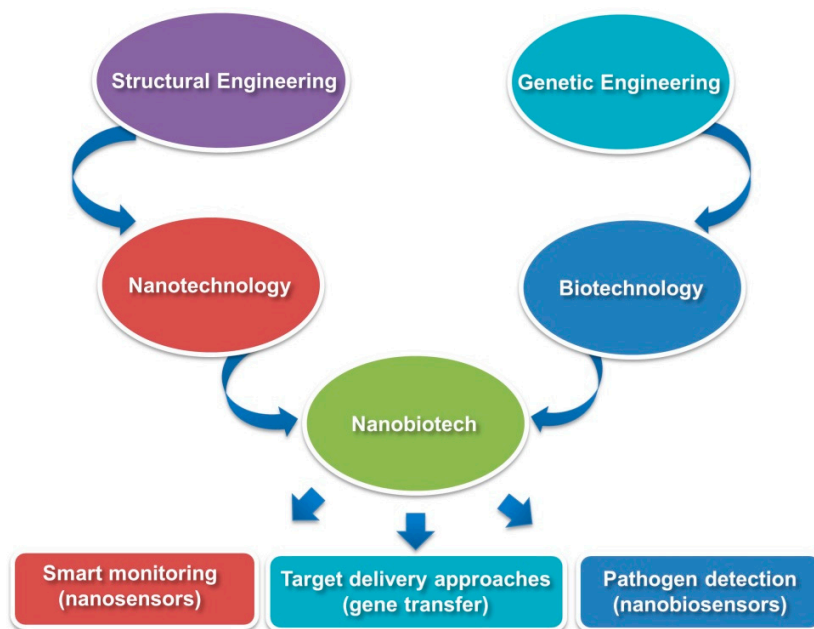 Structural Engineering
Genetic Engineering
Nanotechnology
Biotechnology
Nanobiotech
Smart monitoring
(nanosensors)
Target delivery approaches
(gene transfer)
Pathogen detection
(nanobiosensors)